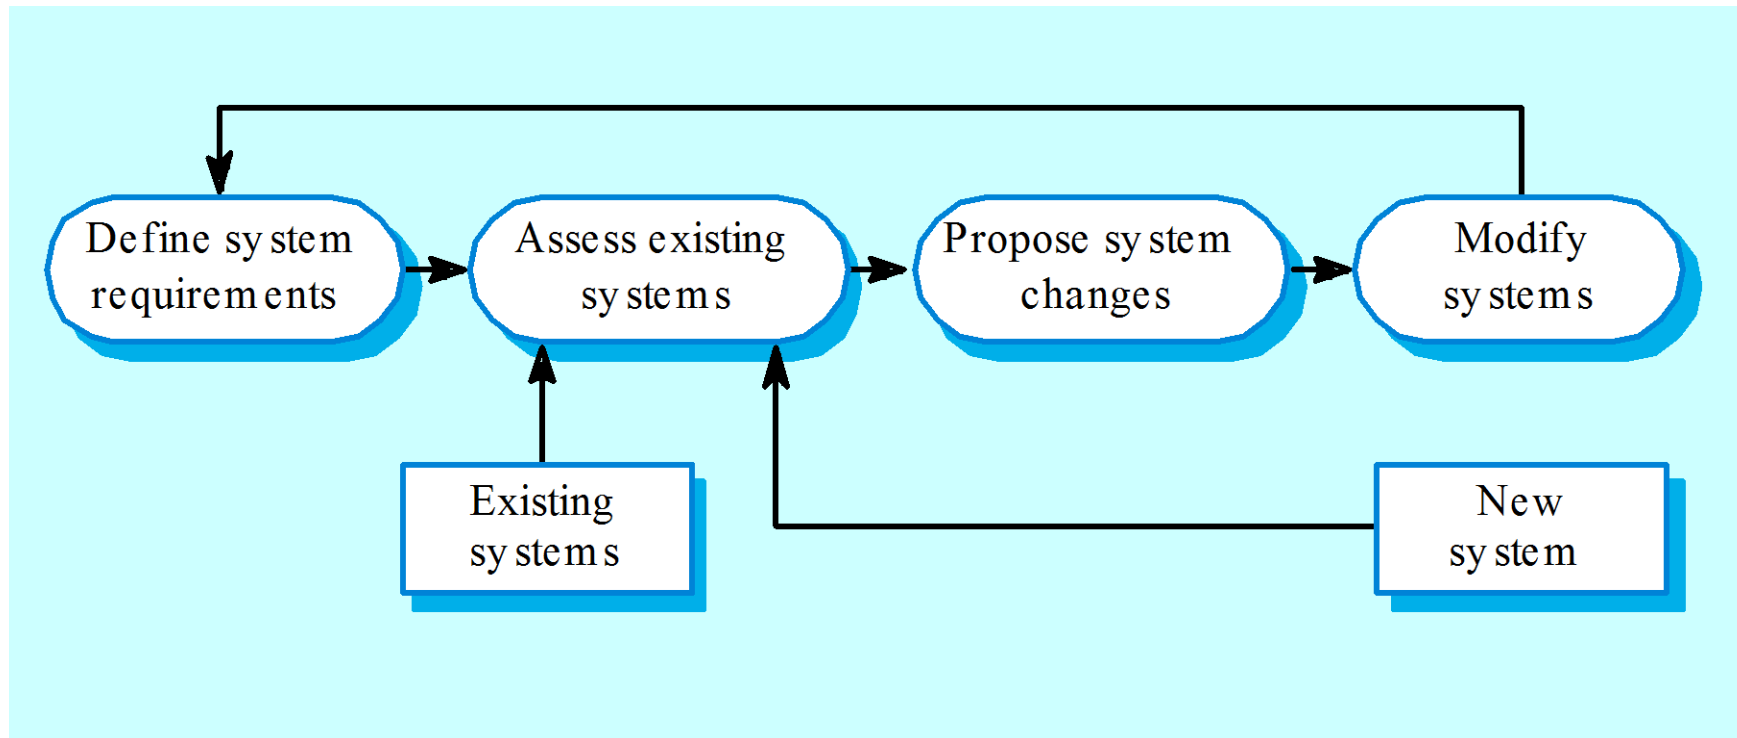 Define system
requirements
Assess existing
systems
Propose system
changes
Modify
systems
Existing
systems
New
system